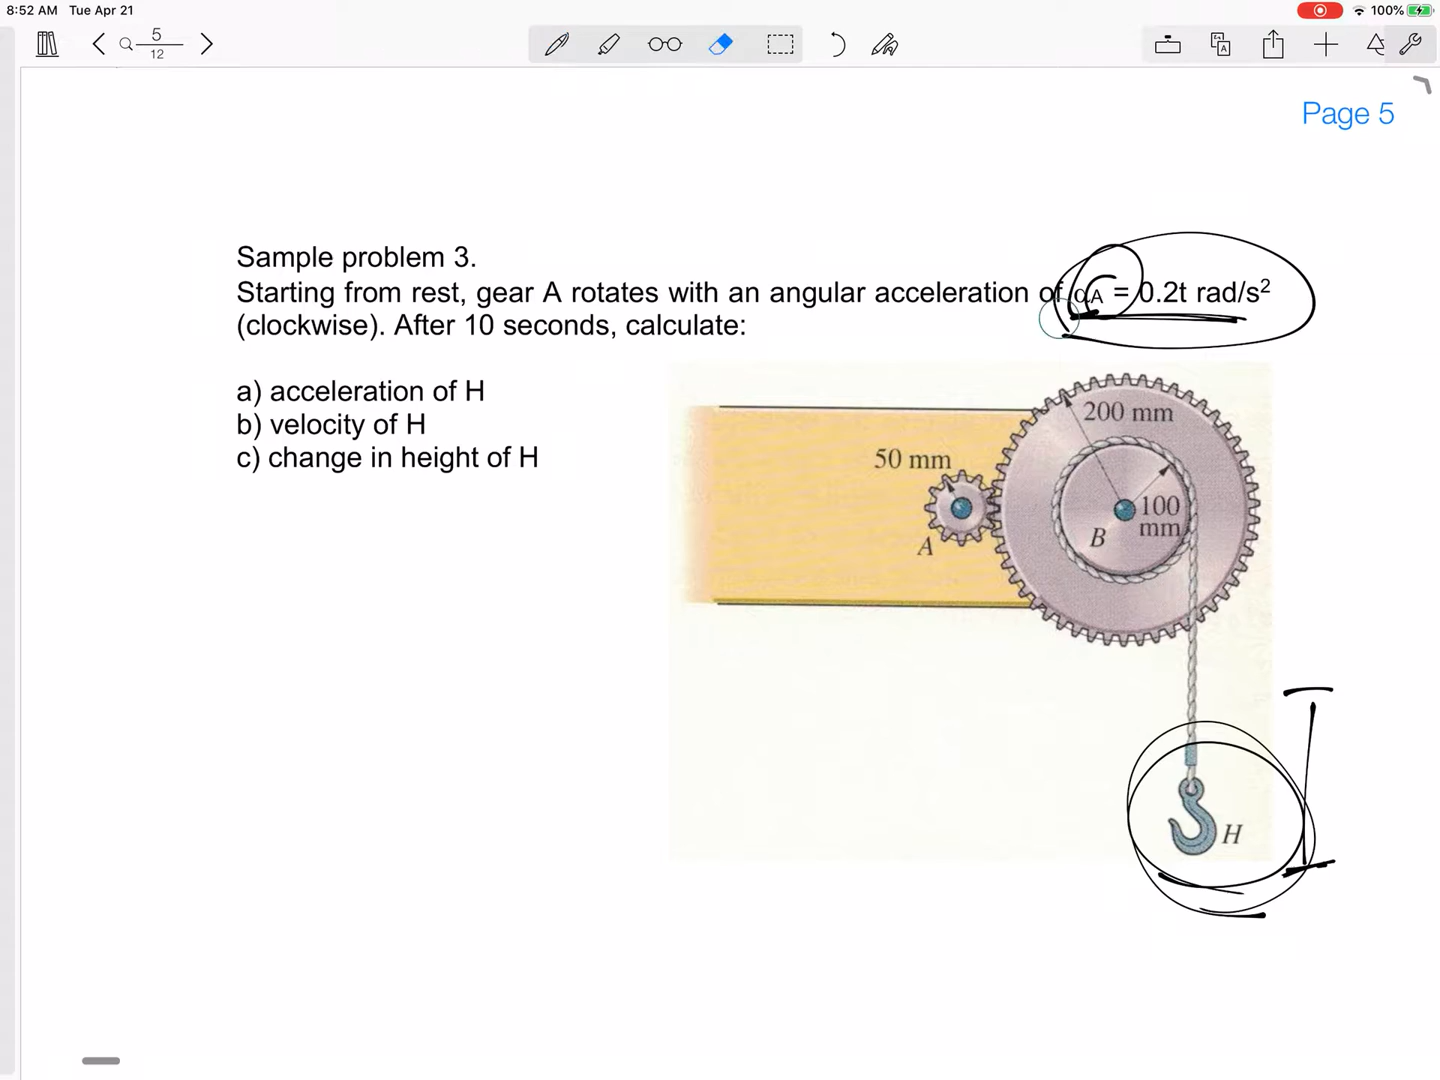 8:52 AM Tue Apr 21
100%
5
12
Page 5
Sample problem 3.
Starting from rest, gear A rotates with an angular acceleration of αA = 0.2t rad/s²
(clockwise). After 10 seconds, calculate:
a) acceleration of H
b) velocity of H
c) change in height of H
200 mm
50 mm
100
mm
B
A
H